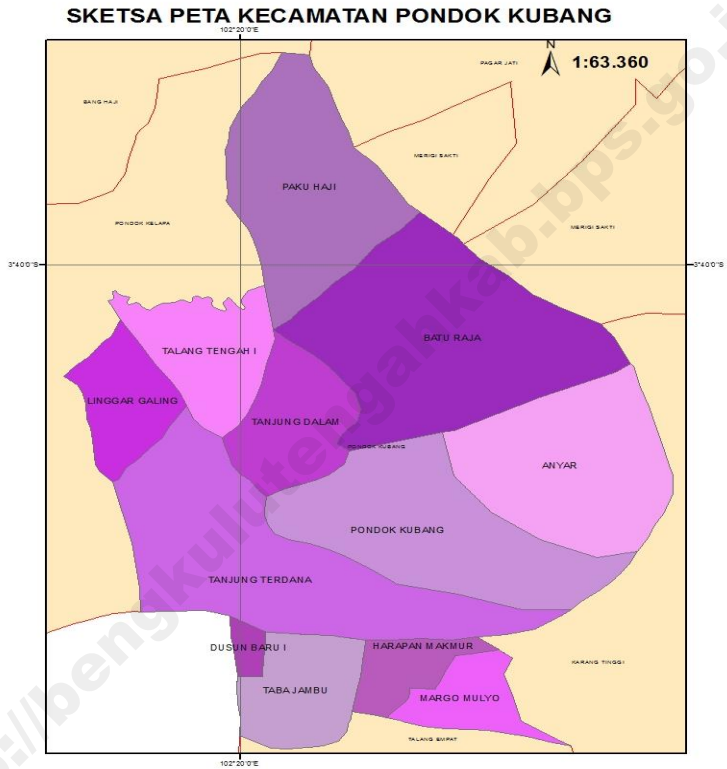 SKETSA PETA KECAMATAN PONDOK KUBANG
102°20'0"E
N
1:63.360
PAGAR JATI
BANG HAJI
MERIGI SAKTI
PAKU HAJI
PONDOK KELAPA
MERIGI SAKTI
3°40'0"S
3°40'0"S
BATU RAJA
TALANG TENGAH I
LINGGAR GALING
TANJUNG DALAM
PONDOK KUBANG
ANYAR
PONDOK KUBANG
TANJUNG TERDANA
DUSUN BARU I
HARAPAN MAKMUR
KARANG TINGGI
TABA JAMBU
MARGO MULYO
TALANG EMPAT
102°20'0"E
://bengkulutengahkab.bps.go.i